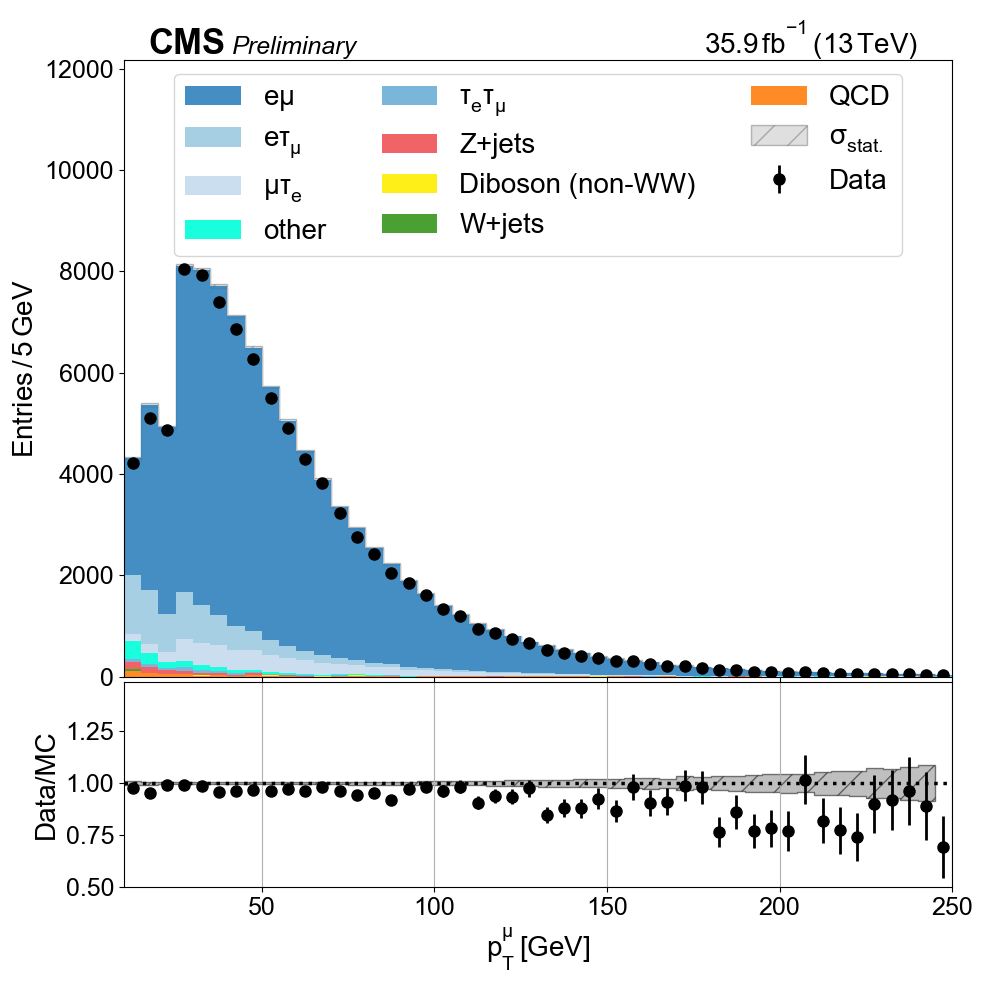 CMS Preliminary 35.9 fb⁻¹ (13 TeV)
12000
10000
8000
6000
4000
2000
0
Entries / 5 GeV
eμ
eτμ
μτe
other
τeτμ
Z+jets
Diboson (non-WW)
W+jets
QCD
σstat.
Data
1.25
1.00
0.75
0.50
Data/MC
50 100 150 200 250
pTμ [GeV]